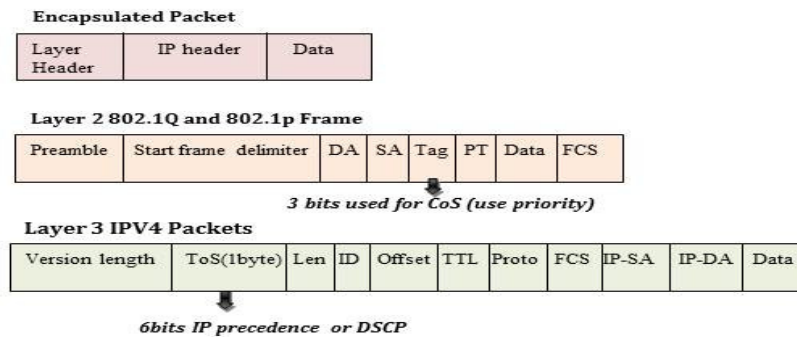 Encapsulated Packet
Layer Header IP header Data
Layer 2 802.1Q and 802.1p Frame
Preamble Start frame delimiter DA SA Tag PT Data FCS
3 bits used for CoS (use priority)
Layer 3 IPV4 Packets
Version length ToS(1byte) Len ID Offset TTL Proto FCS IP-SA IP-DA Data
6bits IP precedence or DSCP